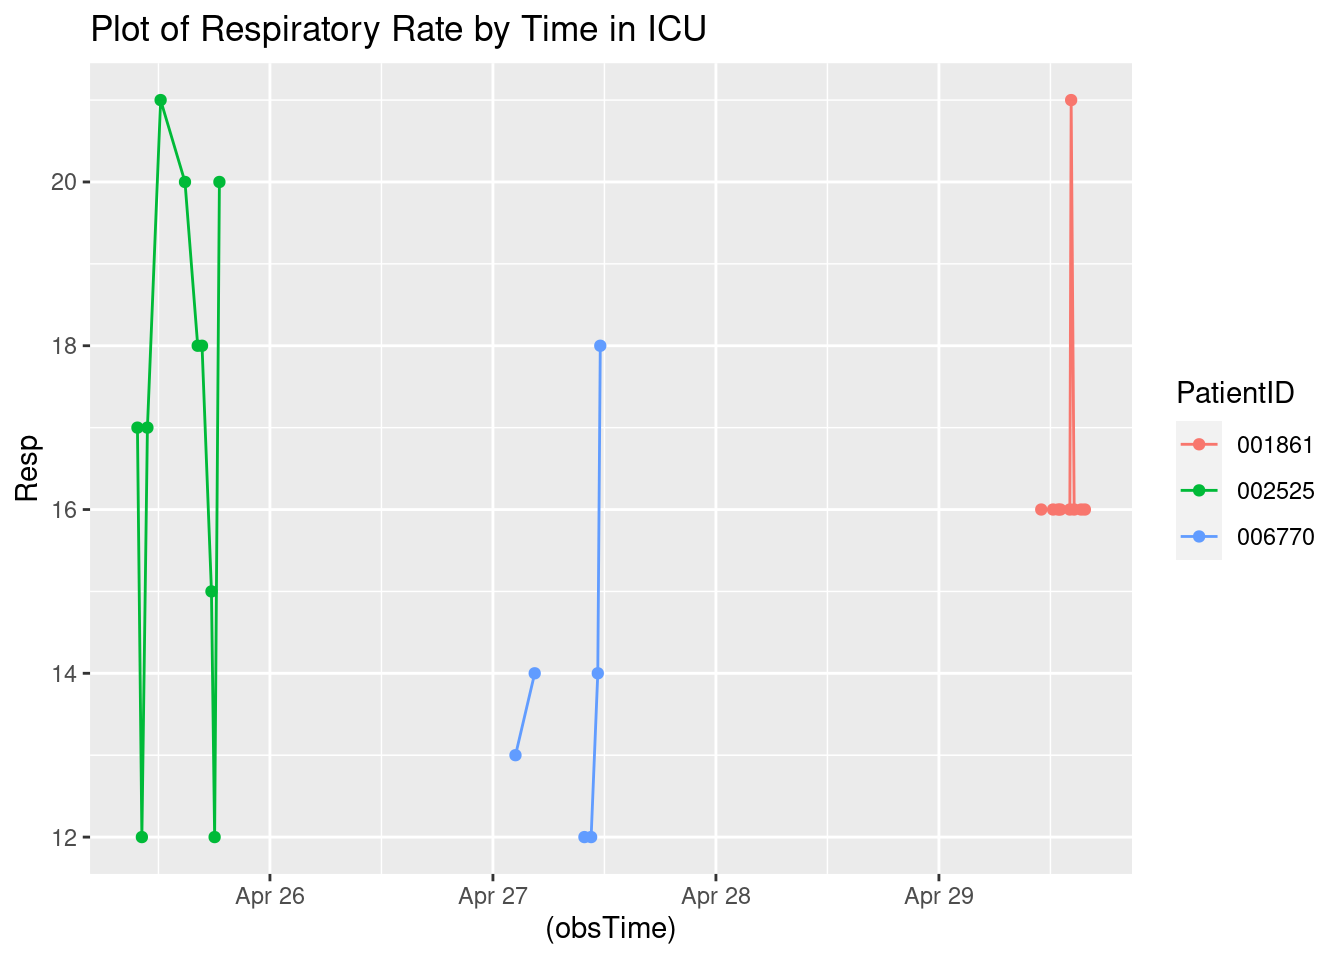 Plot of Respiratory Rate by Time in ICU
20
18
16
14
12
Resp
Apr 26
Apr 27
Apr 28
Apr 29
(obsTime)
PatientID
001861
002525
006770